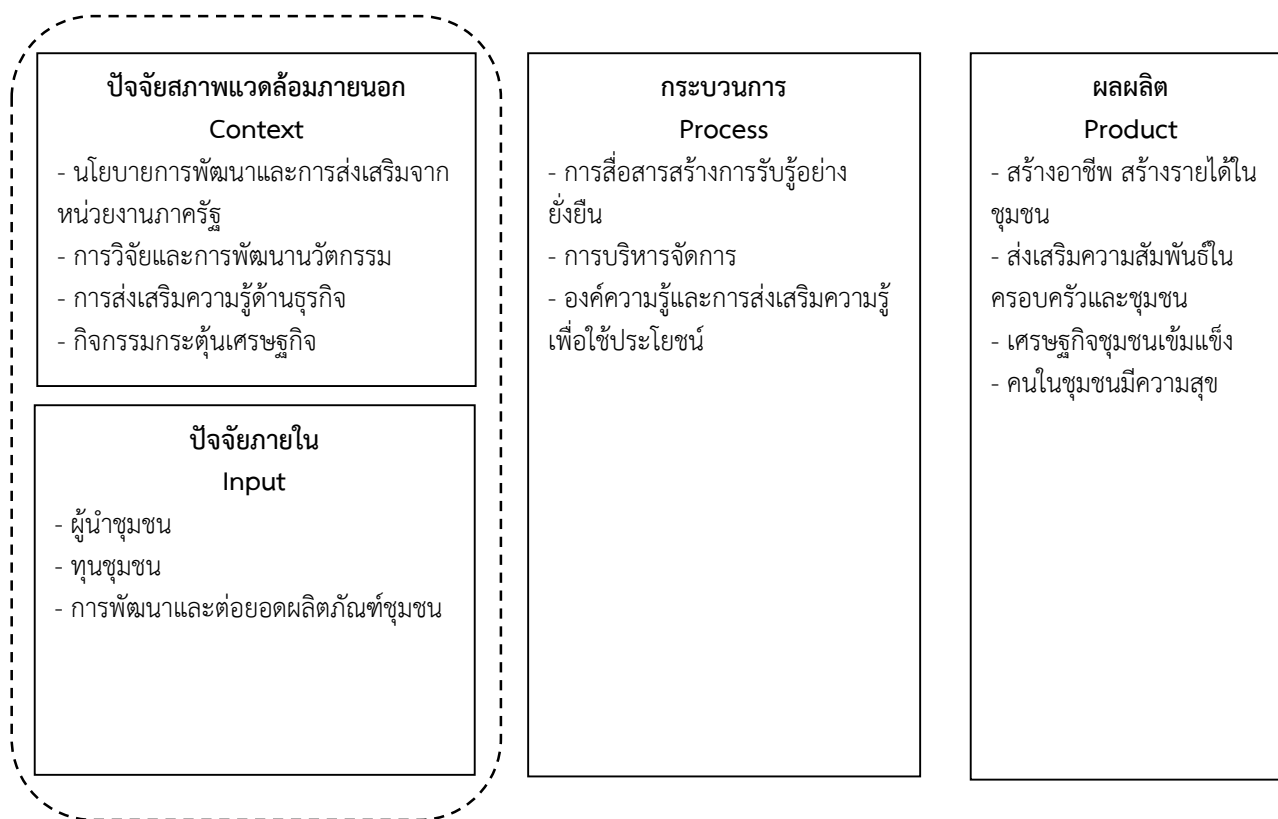 ปัจจัยสภาพแวดล้อมภายนอก
Context
- นโยบายการพัฒนาและการส่งเสริมจาก
หน่วยงานภาครัฐ
- การวิจัยและการพัฒนานวัตกรรม
- การส่งเสริมความรู้ด้านธุรกิจ
- กิจกรรมกระตุ้นเศรษฐกิจ
ปัจจัยภายใน
Input
- ผู้นำชุมชน
- ทุนชุมชน
- การพัฒนาและต่อยอดผลิตภัณฑ์ชุมชน
กระบวนการ
Process
- การสื่อสารสร้างการรับรู้อย่าง
ยั่งยืน
- การบริหารจัดการ
- องค์ความรู้และการส่งเสริมความรู้
เพื่อใช้ประโยชน์
ผลผลิต
Product
- สร้างอาชีพ สร้างรายได้ใน
ชุมชน
- ส่งเสริมความสัมพันธ์ใน
ครอบครัวและชุมชน
- เศรษฐกิจชุมชนเข้มแข็ง
- คนในชุมชนมีความสุข